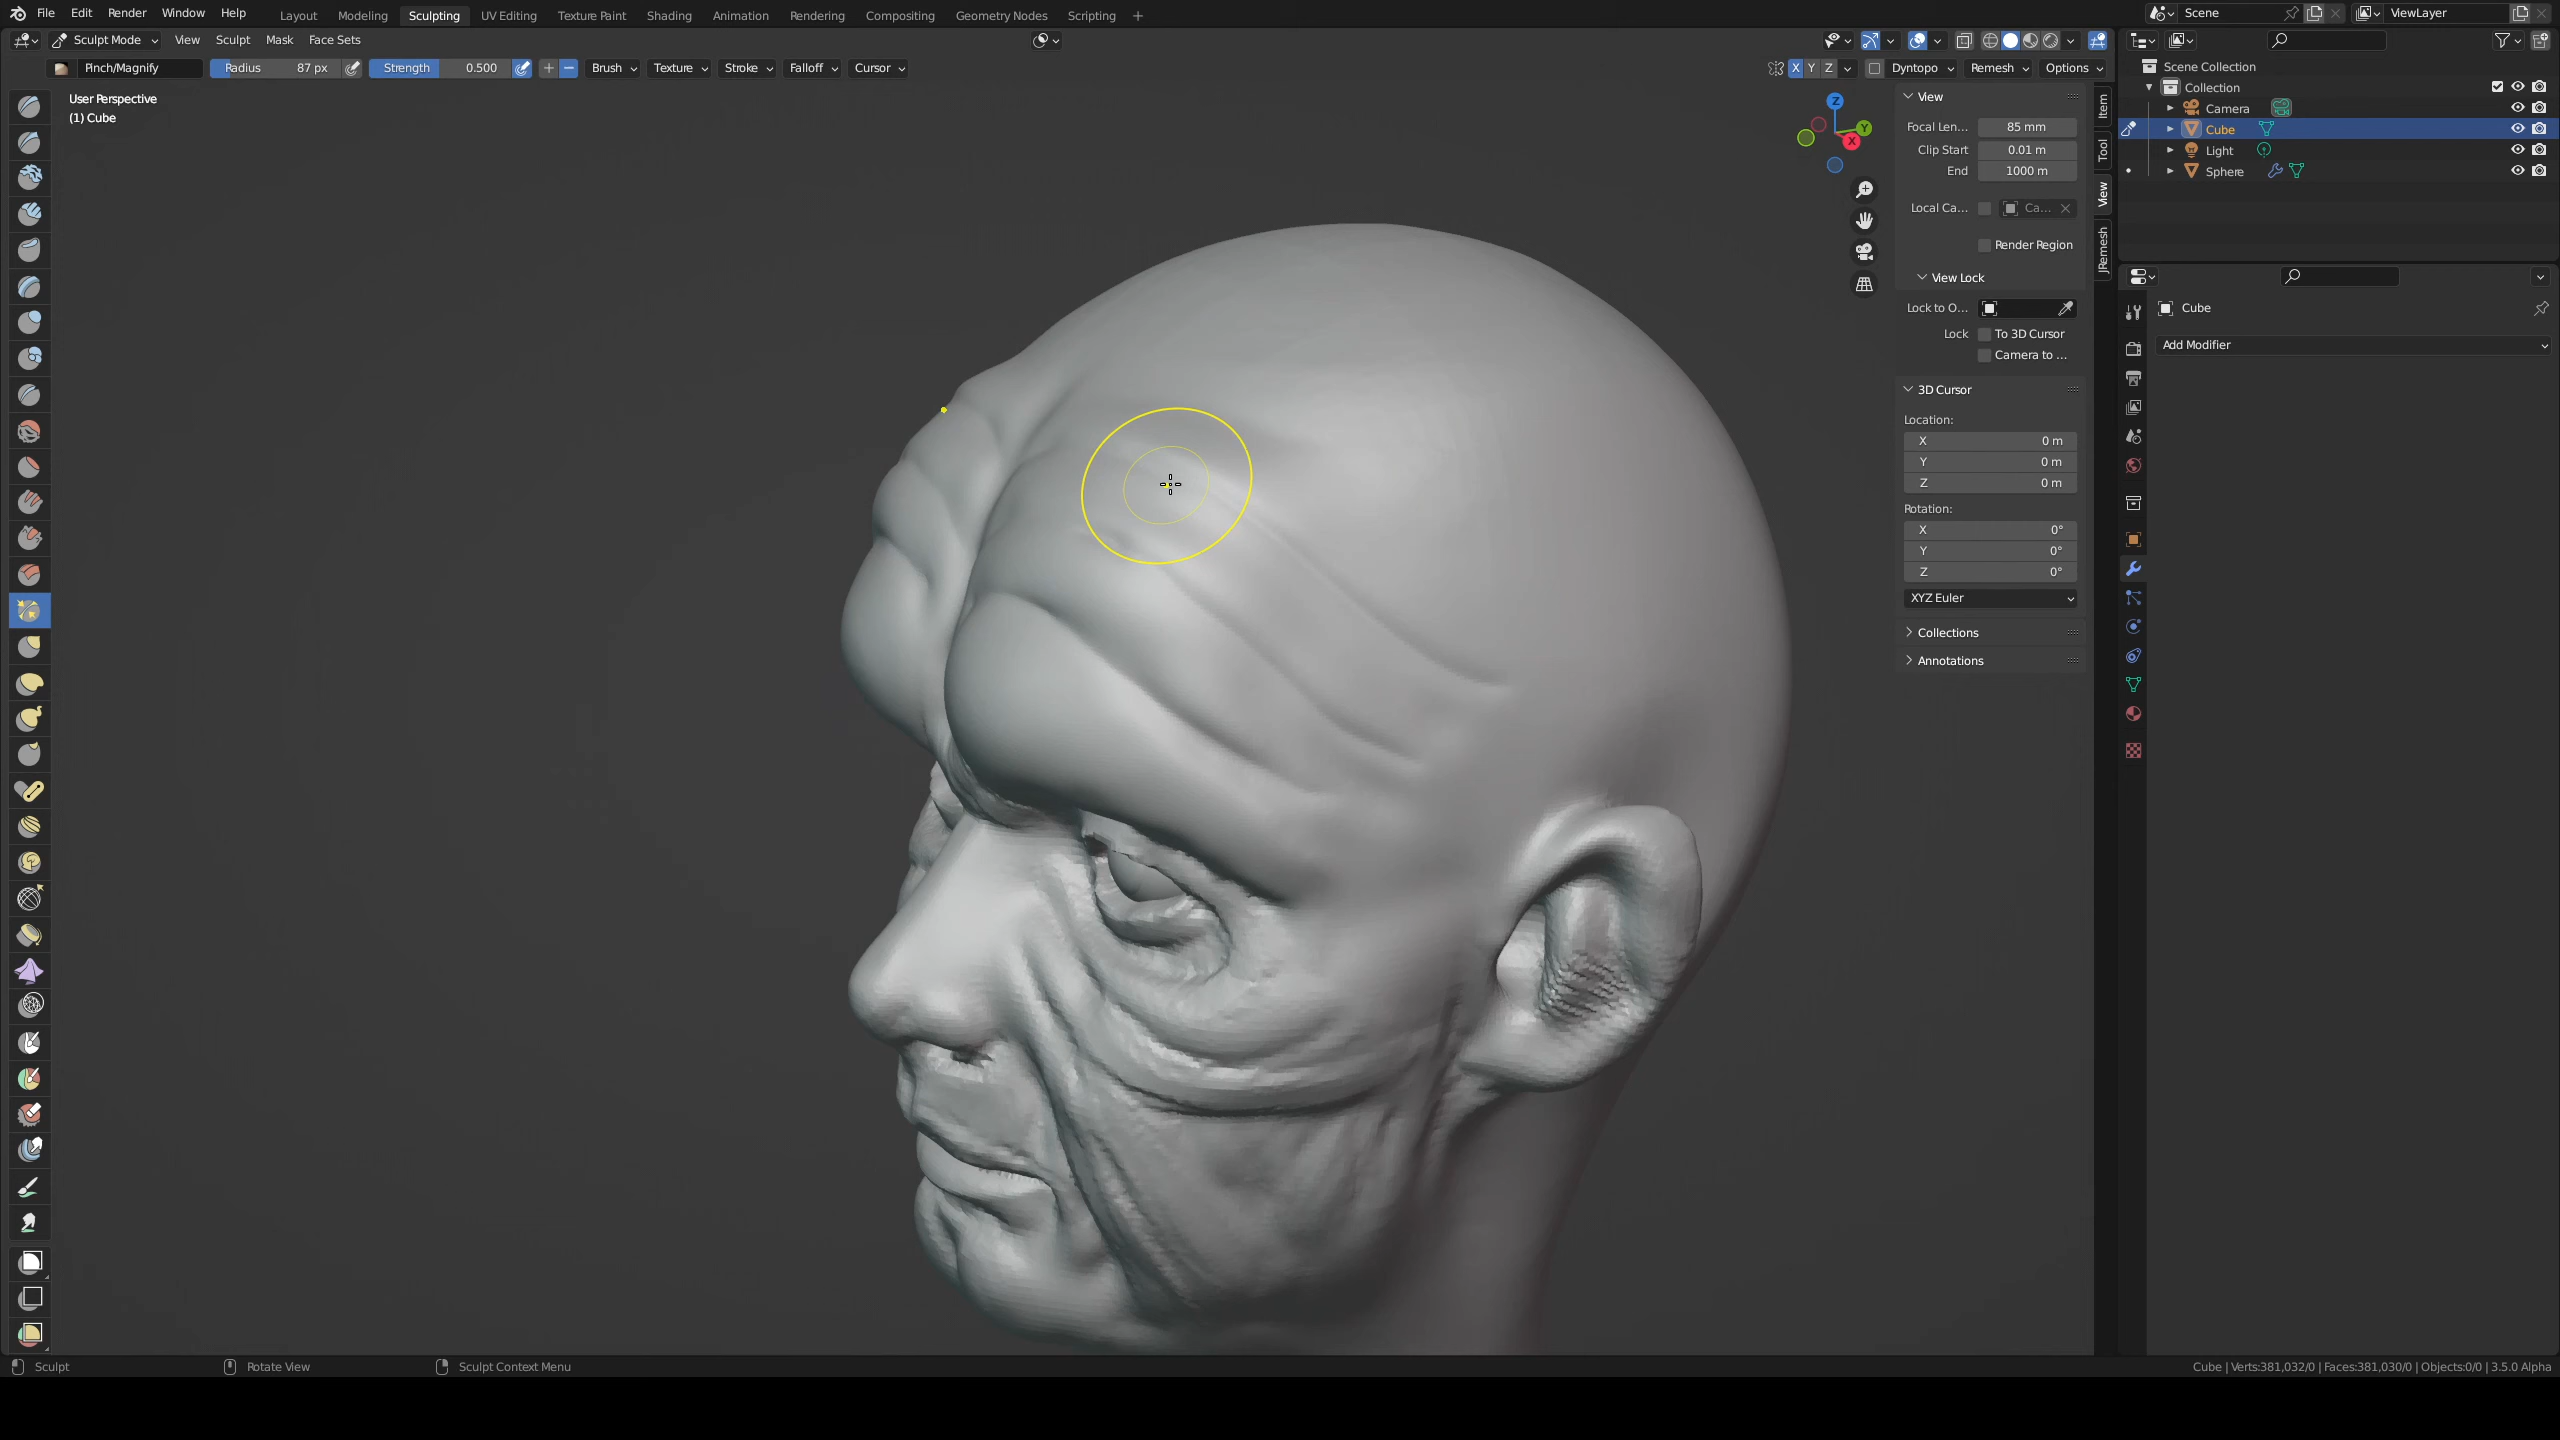 File Edit Render Window Help Layout Modeling Sculpting UV Editing Texture Paint Shading Animation Rendering Compositing Geometry Nodes Scripting + Scene ViewLayer
Sculpt Mode View Sculpt Mask Face Sets
Pinch/Magnify Radius 87 px Strength 0.500 Brush Texture Stroke Falloff Cursor X Y Z Dyntopo Remesh Options
User Perspective
(1) Cube
Z
Y
X
View
Focal Len... 85 mm
Clip Start 0.01 m
End 1000 m
Local Ca... Ca...
Render Region
View Lock
Lock to O...
Lock To 3D Cursor
Camera to ...
3D Cursor
Location:
X 0 m
Y 0 m
Z 0 m
Rotation:
X 0°
Y 0°
Z 0°
XYZ Euler
Collections
Annotations
Item
Tool
View
JRemesh
Scene Collection
Collection
Camera
Cube
Light
Sphere
Cube
Add Modifier
Sculpt Rotate View Sculpt Context Menu Cube | Verts:381,032/0 | Faces:381,030/0 | Objects:0/0 | 3.5.0 Alpha